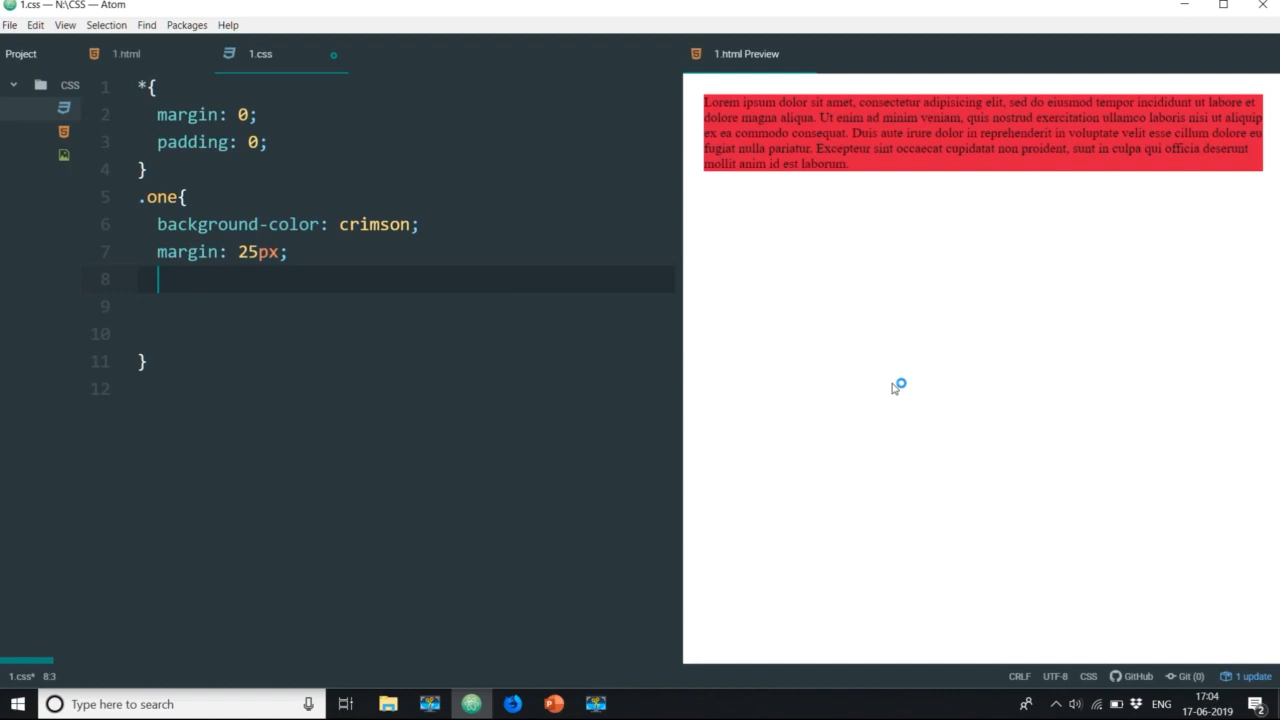 1.css — N:\CSS — Atom
File Edit View Selection Find Packages Help
Project 1.html 1.css 1.html Preview
CSS
1 *{
2 margin: 0;
3 padding: 0;
4 }
5 .one{
6 background-color: crimson;
7 margin: 25px;
8
9
10
11 }
12
Lorem ipsum dolor sit amet, consectetur adipisicing elit, sed do eiusmod tempor incididunt ut labore et
dolore magna aliqua. Ut enim ad minim veniam, quis nostrud exercitation ullamco laboris nisi ut aliquip
ex ea commodo consequat. Duis aute irure dolor in reprehenderit in voluptate velit esse cillum dolore eu
fugiat nulla pariatur. Excepteur sint occaecat cupidatat non proident, sunt in culpa qui officia deserunt
mollit anim id est laborum.
1.css* 8:3 CRLF UTF-8 CSS GitHub Git (0) 1 update
Type here to search ENG 17:04
17-06-2019 2